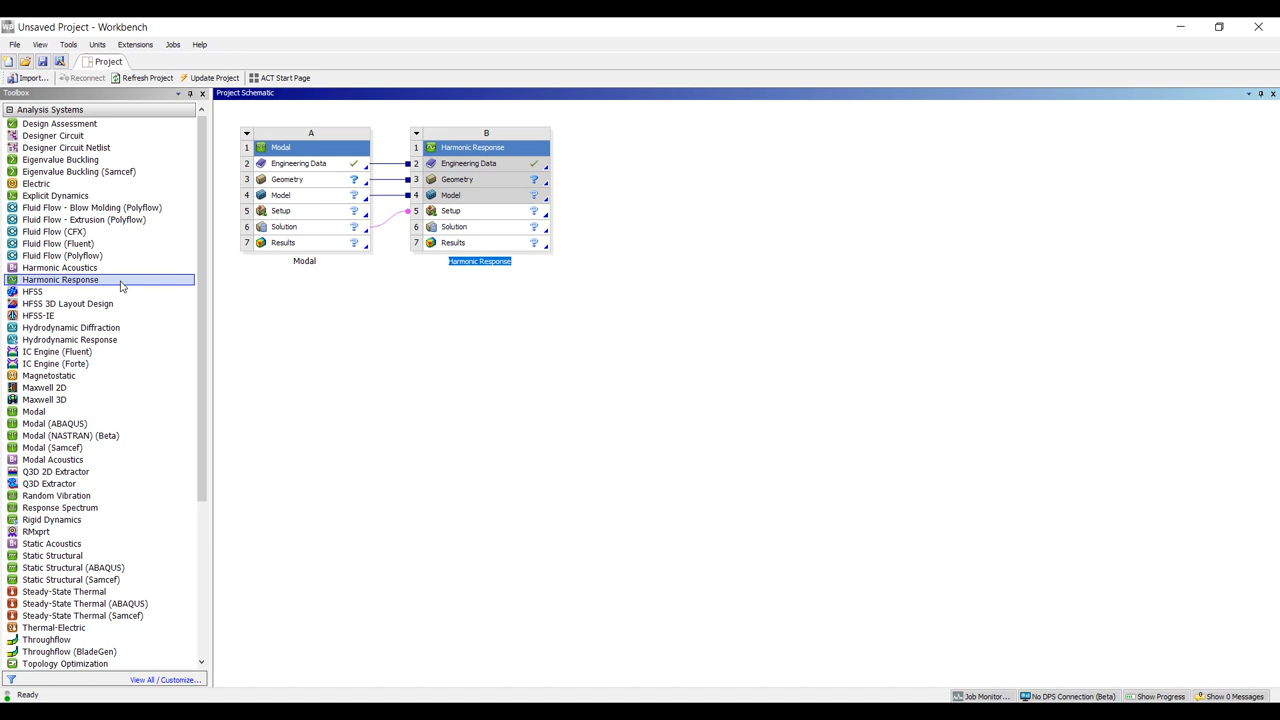 Unsaved Project - Workbench
File View Tools Units Extensions Jobs Help
Project
Import... Reconnect Refresh Project Update Project ACT Start Page
Toolbox
Analysis Systems
Design Assessment
Designer Circuit
Designer Circuit Netlist
Eigenvalue Buckling
Eigenvalue Buckling (Samcef)
Electric
Explicit Dynamics
Fluid Flow - Blow Molding (Polyflow)
Fluid Flow - Extrusion (Polyflow)
Fluid Flow (CFX)
Fluid Flow (Fluent)
Fluid Flow (Polyflow)
Harmonic Acoustics
Harmonic Response
HFSS
HFSS 3D Layout Design
HFSS-IE
Hydrodynamic Diffraction
Hydrodynamic Response
IC Engine (Fluent)
IC Engine (Forte)
Magnetostatic
Maxwell 2D
Maxwell 3D
Modal
Modal (ABAQUS)
Modal (NASTRAN) (Beta)
Modal (Samcef)
Modal Acoustics
Q3D 2D Extractor
Q3D Extractor
Random Vibration
Response Spectrum
Rigid Dynamics
RMxprt
Static Acoustics
Static Structural
Static Structural (ABAQUS)
Static Structural (Samcef)
Steady-State Thermal
Steady-State Thermal (ABAQUS)
Steady-State Thermal (Samcef)
Thermal-Electric
Throughflow
Throughflow (BladeGen)
Topology Optimization
View All / Customize...
Project Schematic
A
1 Modal
2 Engineering Data
3 Geometry
4 Model
5 Setup
6 Solution
7 Results
Modal
B
1 Harmonic Response
2 Engineering Data
3 Geometry
4 Model
5 Setup
6 Solution
7 Results
Harmonic Response
Ready
Job Monitor... No DPS Connection (Beta) Show Progress Show 0 Messages